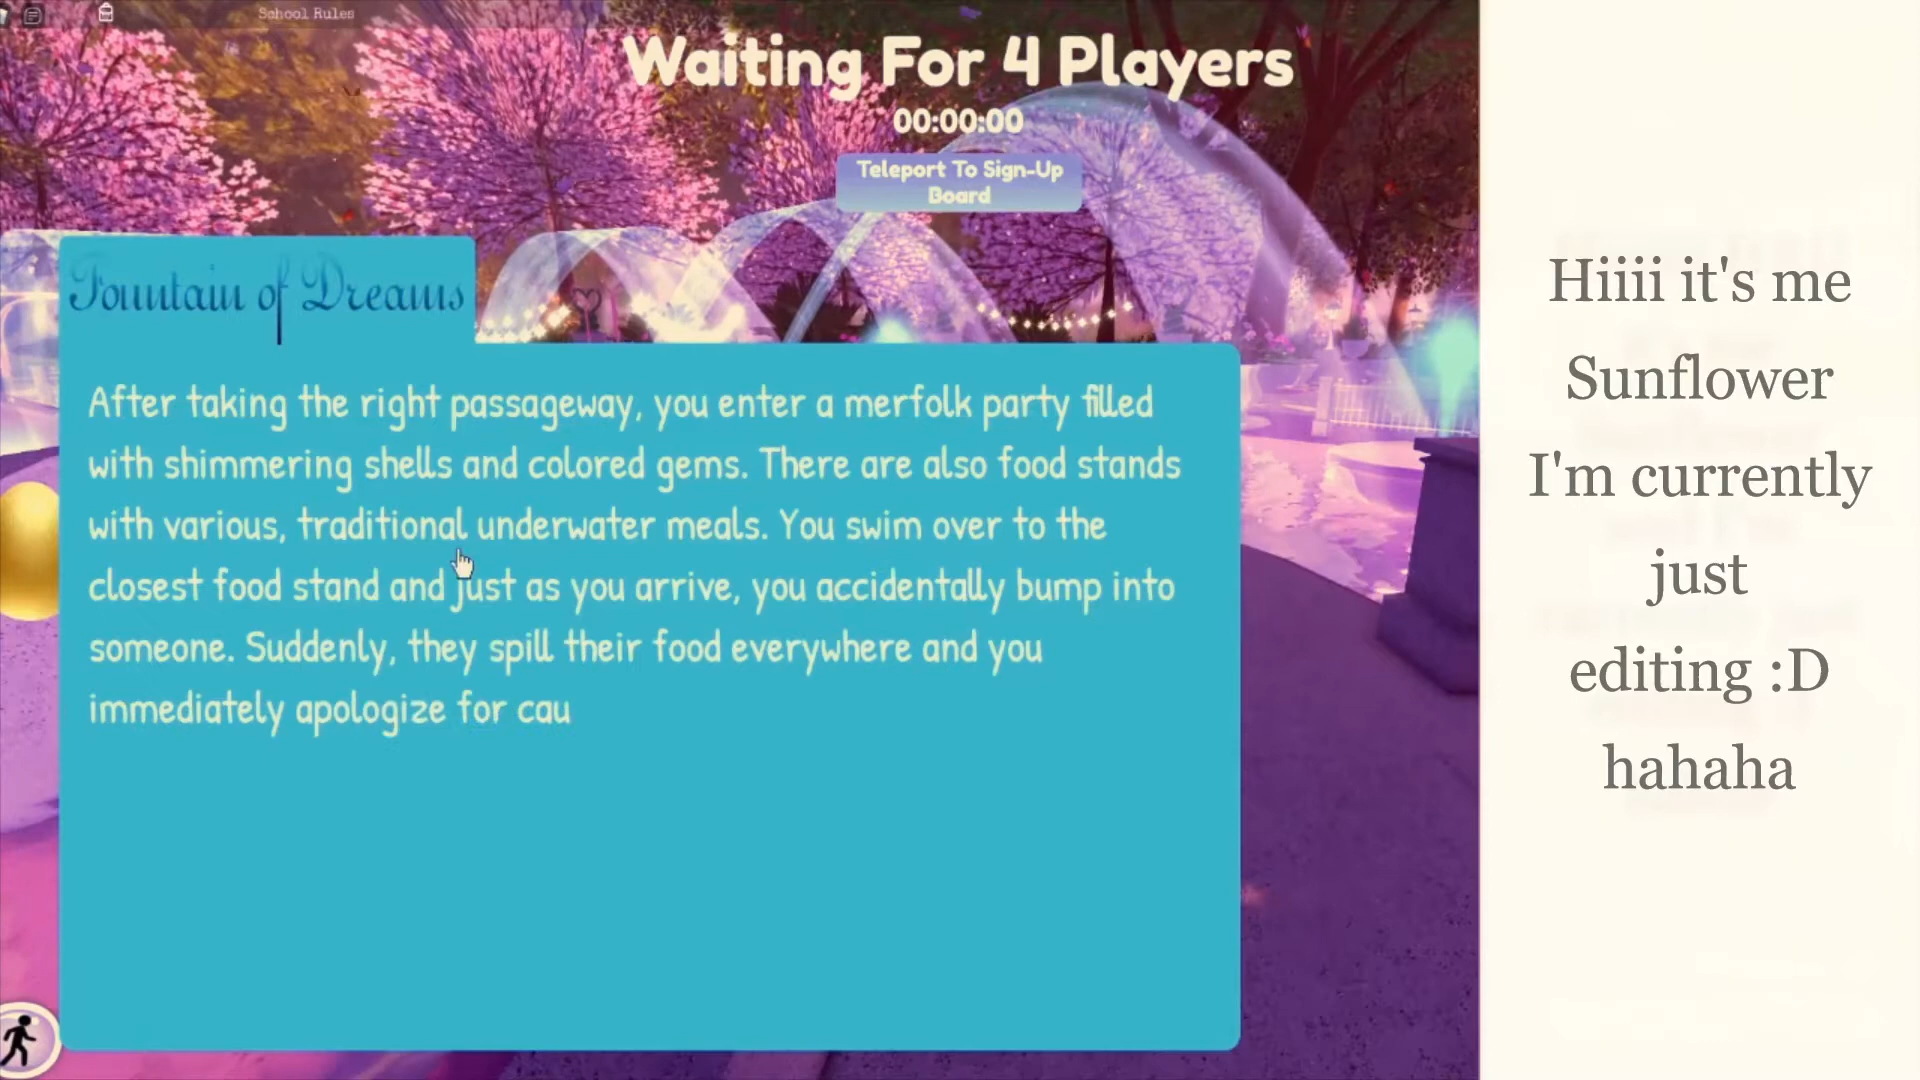 School Rules
Waiting For 4 Players
00:00:00
Teleport To Sign-Up
Board
Fountain of Dreams
After taking the right passageway, you enter a merfolk party filled
with shimmering shells and colored gems. There are also food stands
with various, traditional underwater meals. You swim over to the
closest food stand and just as you arrive, you accidentally bump into
someone. Suddenly, they spill their food everywhere and you
immediately apologize for cau
Hiiii it's me
Sunflower
I'm currently
just
editing :D
hahaha